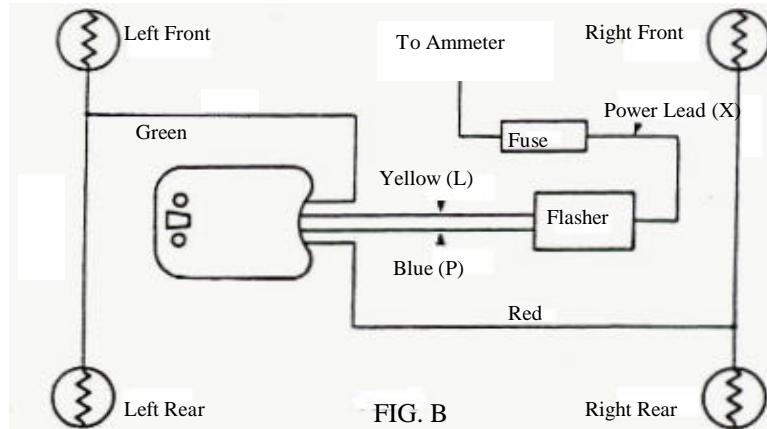 Left Front
To Ammeter
Right Front
Power Lead (X)
Green
Fuse
Yellow (L)
Flasher
Blue (P)
Red
Left Rear
FIG. B
Right Rear